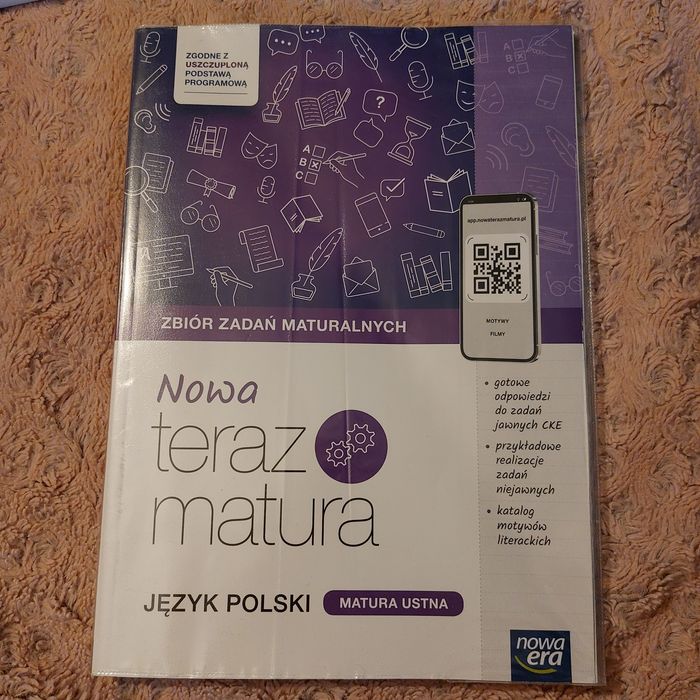 ZGODNE Z
USZCZUPLONĄ
PODSTAWĄ
PROGRAMOWĄ
?
A
B
C
A
B X
C
app.nowaterazmatura.pl
MOTYWY
FILMY
ZBIÓR ZADAŃ MATURALNYCH
Nowa
teraz
matura
• gotowe
odpowiedzi
do zadań
jawnych CKE
• przykładowe
realizacje
zadań
niejawnych
• katalog
motywów
literackich
JĘZYK POLSKI MATURA USTNA
nowa
era